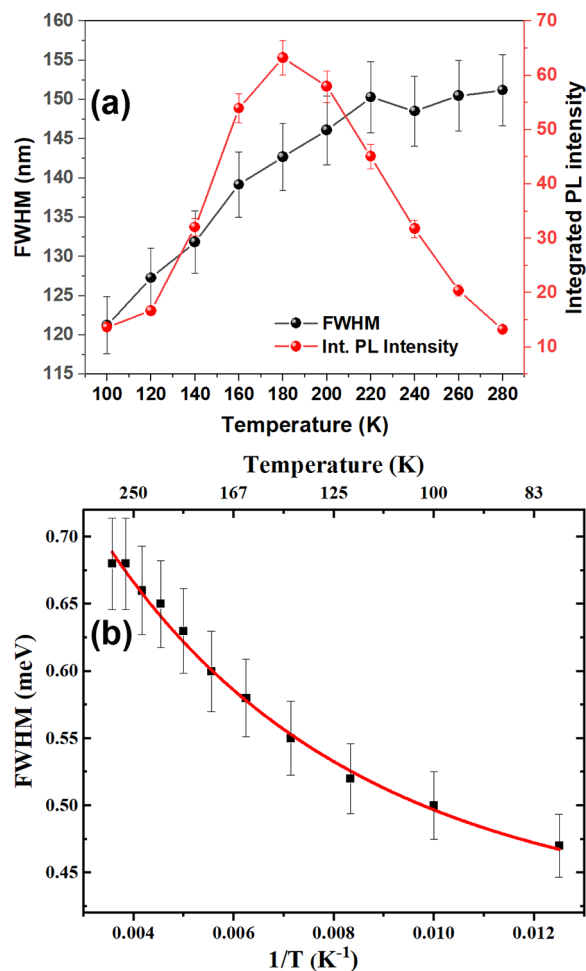 160
155
150
145
140
135
130
125
120
115
FWHM (nm)
(a)
70
60
50
40
30
20
10
Integrated PL intensity
FWHM
Int. PL Intensity
100 120 140 160 180 200 220 240 260 280
Temperature (K)
Temperature (K)
250 167 125 100 83
0.70
0.65
0.60
0.55
0.50
0.45
FWHM (meV)
(b)
0.004 0.006 0.008 0.010 0.012
1/T (K⁻¹)